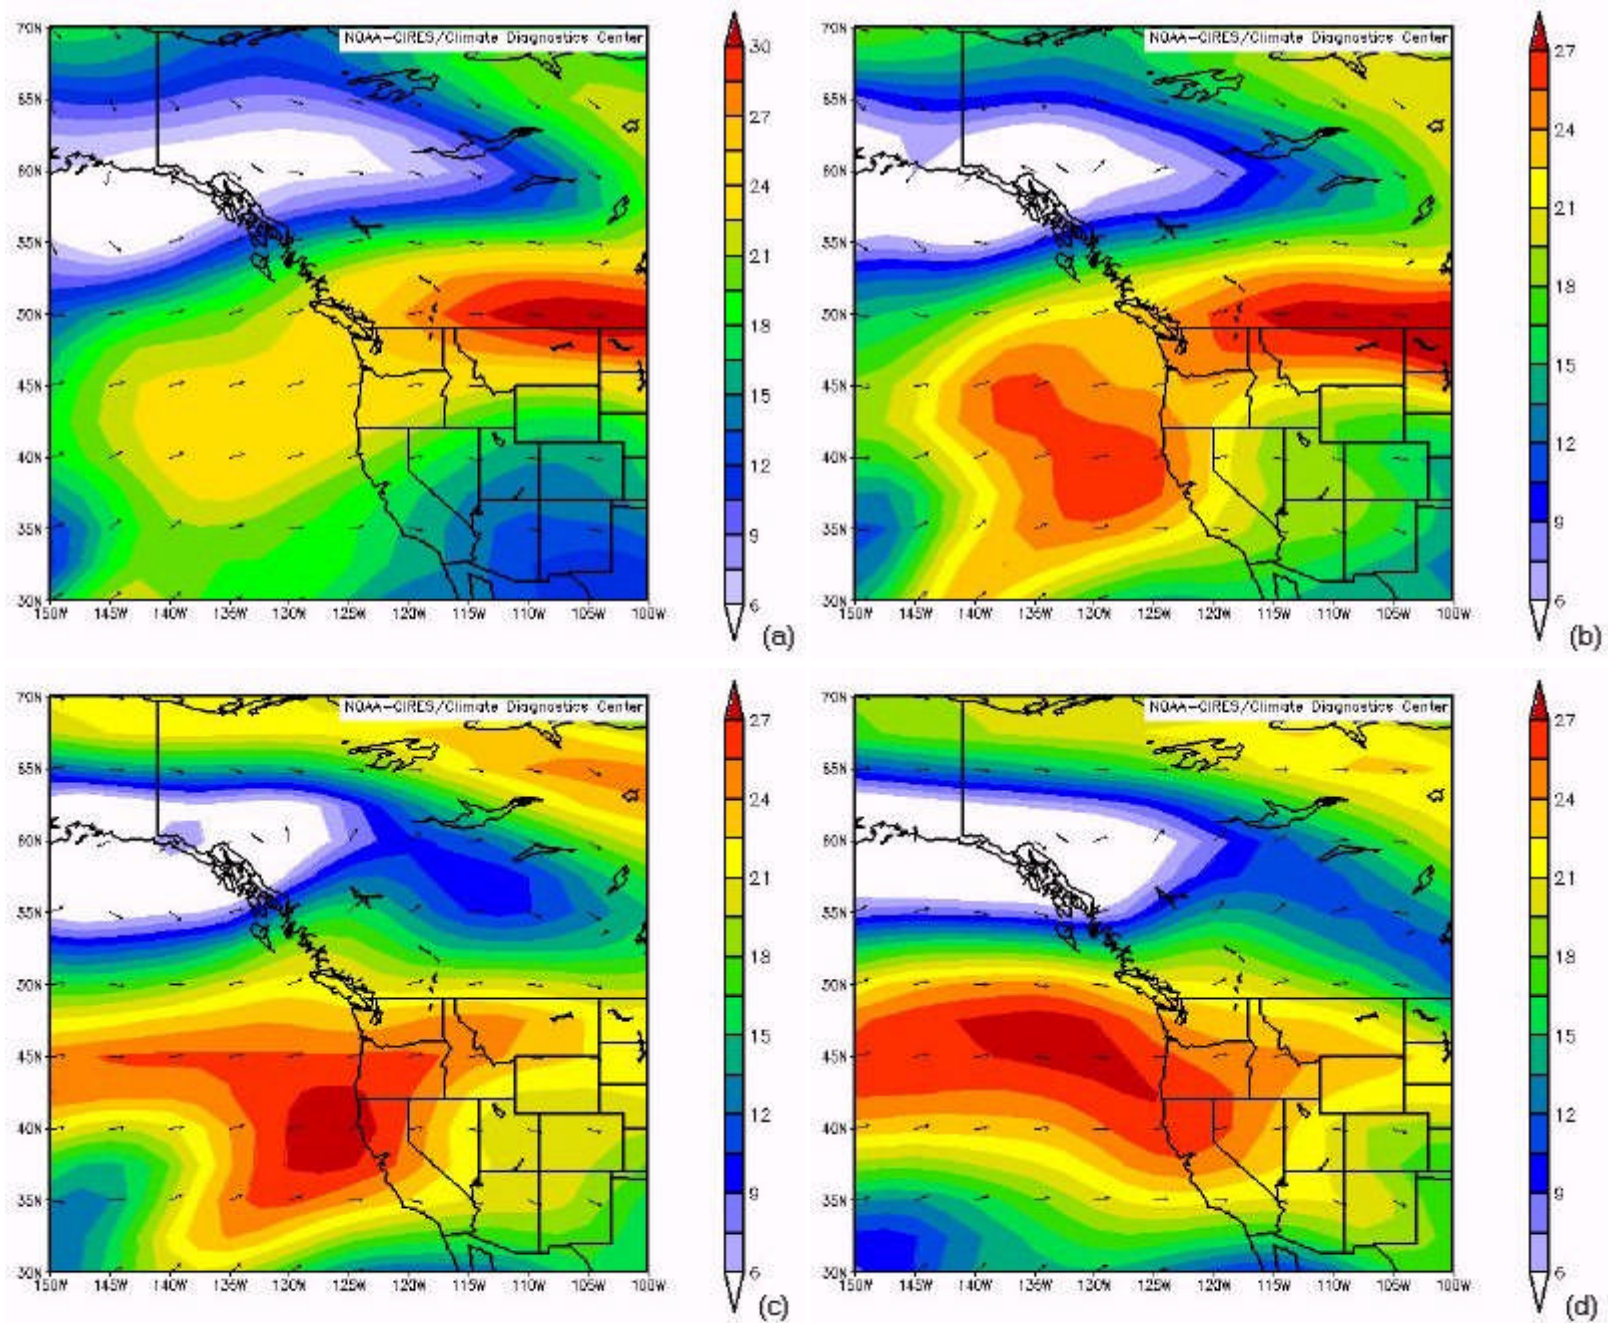 70N
NOAA-CIRES/Climate Diagnostics Center
65N
60N
55N
50N
45N
40N
35N
30N
150W 145W 140W 135W 130W 125W 120W 115W 110W 105W 100W
30
27
24
21
18
15
12
9
6
(a)
70N
NOAA-CIRES/Climate Diagnostics Center
65N
60N
55N
50N
45N
40N
35N
30N
150W 145W 140W 135W 130W 125W 120W 115W 110W 105W 100W
27
24
21
18
15
12
9
6
(b)
70N
NOAA-CIRES/Climate Diagnostics Center
65N
60N
55N
50N
45N
40N
35N
30N
150W 145W 140W 135W 130W 125W 120W 115W 110W 105W 100W
27
24
21
18
15
12
9
6
(c)
70N
NOAA-CIRES/Climate Diagnostics Center
65N
60N
55N
50N
45N
40N
35N
30N
150W 145W 140W 135W 130W 125W 120W 115W 110W 105W 100W
27
24
21
18
15
12
9
6
(d)